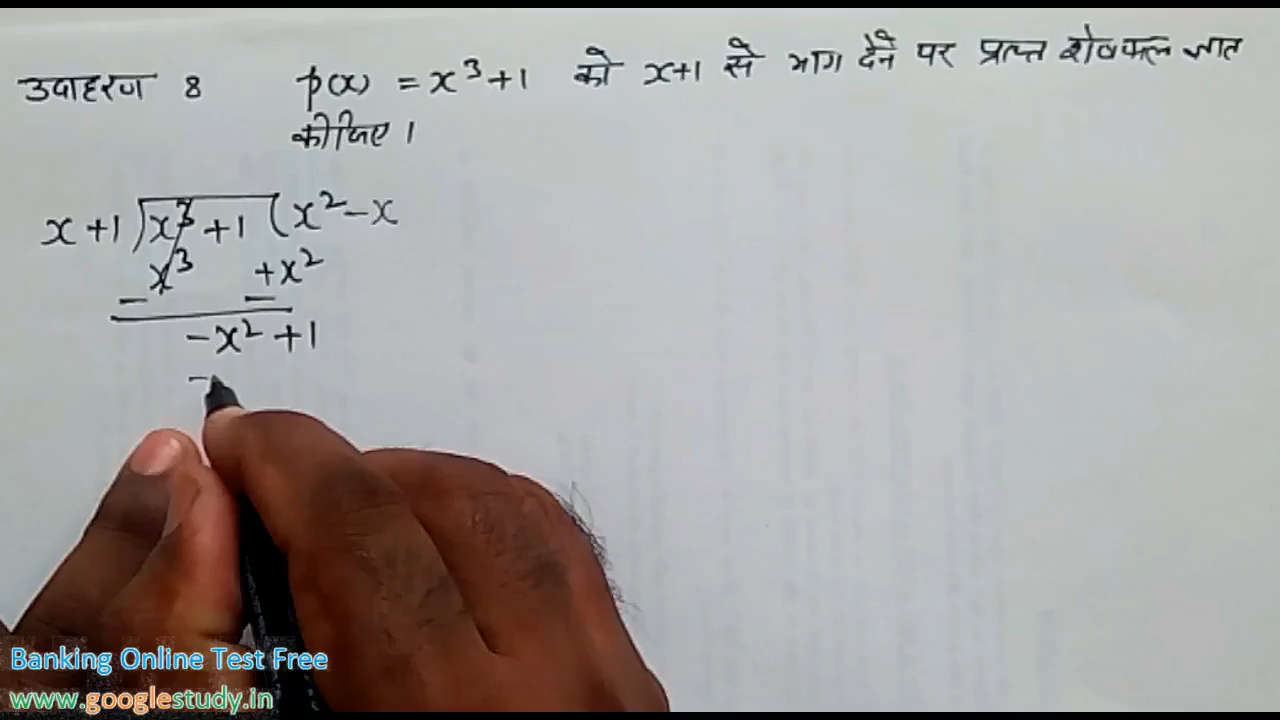 उदाहरण 8 p(x) = x³+1 को x+1 से भाग देने पर प्राप्त शेषफल ज्ञात
कीजिए।
x+1)x³+1(x²-x
x³ +x²
- -
-x²+1
-
Banking Online Test Free
www.googlestudy.in